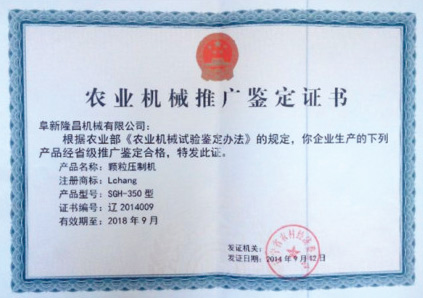 农业机械推广鉴定证书
阜新隆昌机械有限公司：
根据农业部《农业机械试验鉴定办法》的规定，你企业生产的下列
产品经省级推广鉴定合格，特发此证。
产品名称：颗粒压制机
注册商标：Lchang
产品型号：SGH-350 型
证书编号：辽 2014009
有效期至：2018 年 9 月
发证机关：
发证日期：2014 年 9 月 12 日